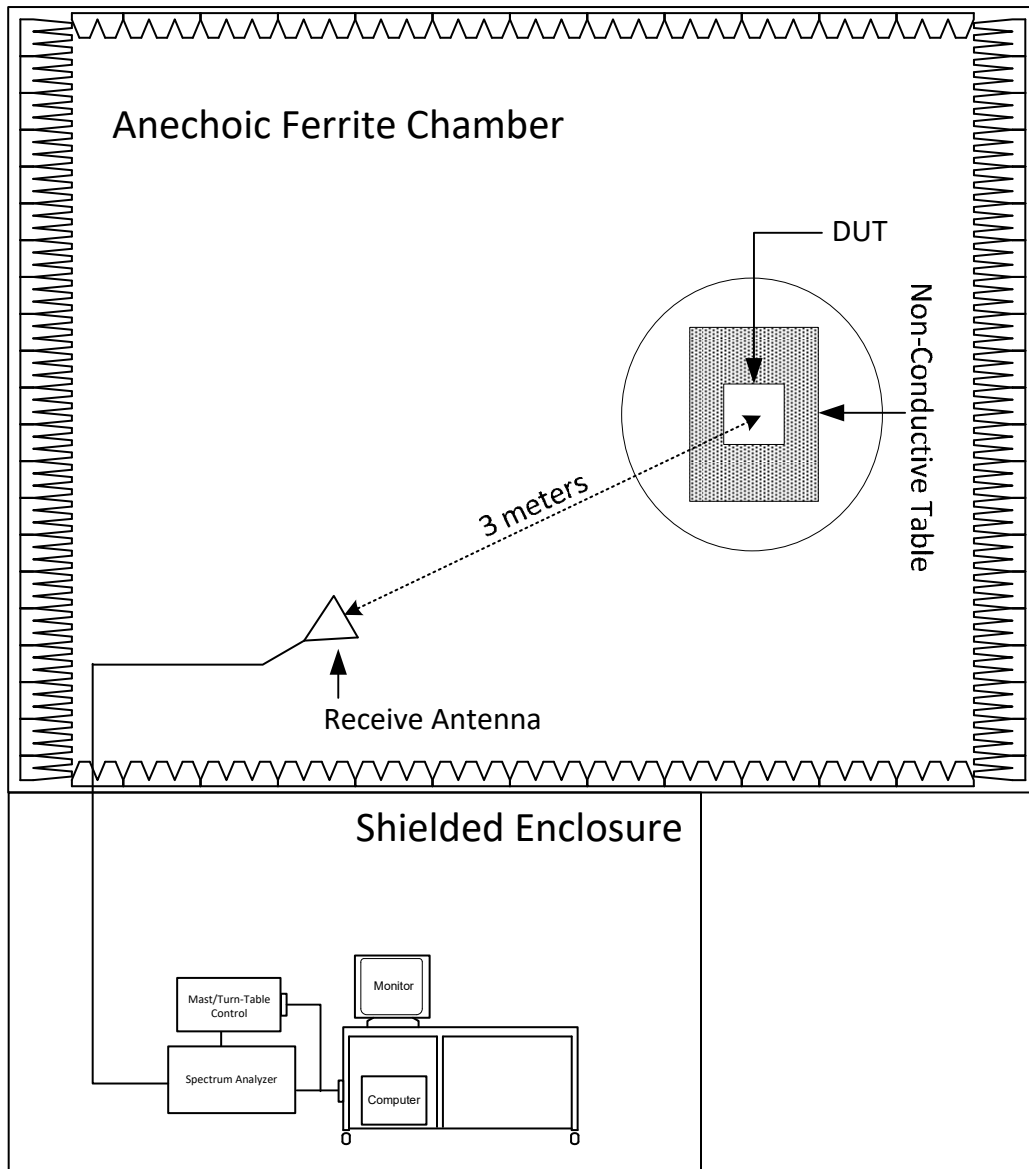 Anechoic Ferrite Chamber
DUT
Non-Conductive Table
3 meters
Receive Antenna
Shielded Enclosure
Monitor
Mast/Turn-Table
Control
Spectrum Analyzer
Computer